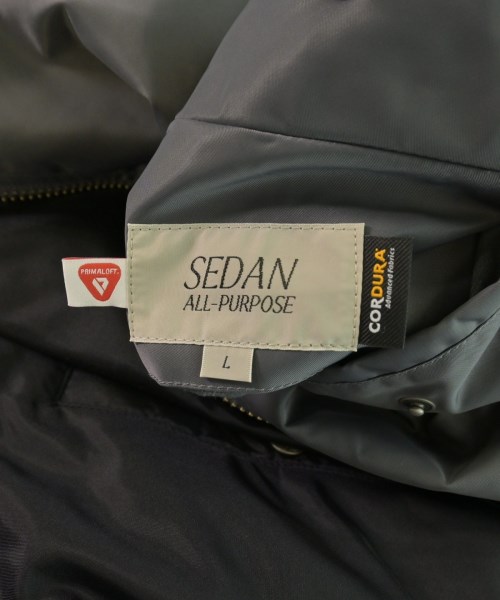 SEDAN
ALL-PURPOSE
L
PRIMALOFT
CORDURA
Advanced Fabrics